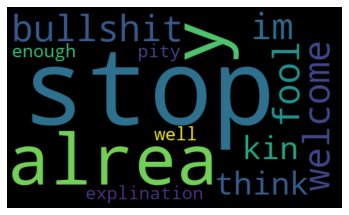 bullshit
y
im
enough
pity
stop
fool
welcome
alrea
well
kin
think
explination